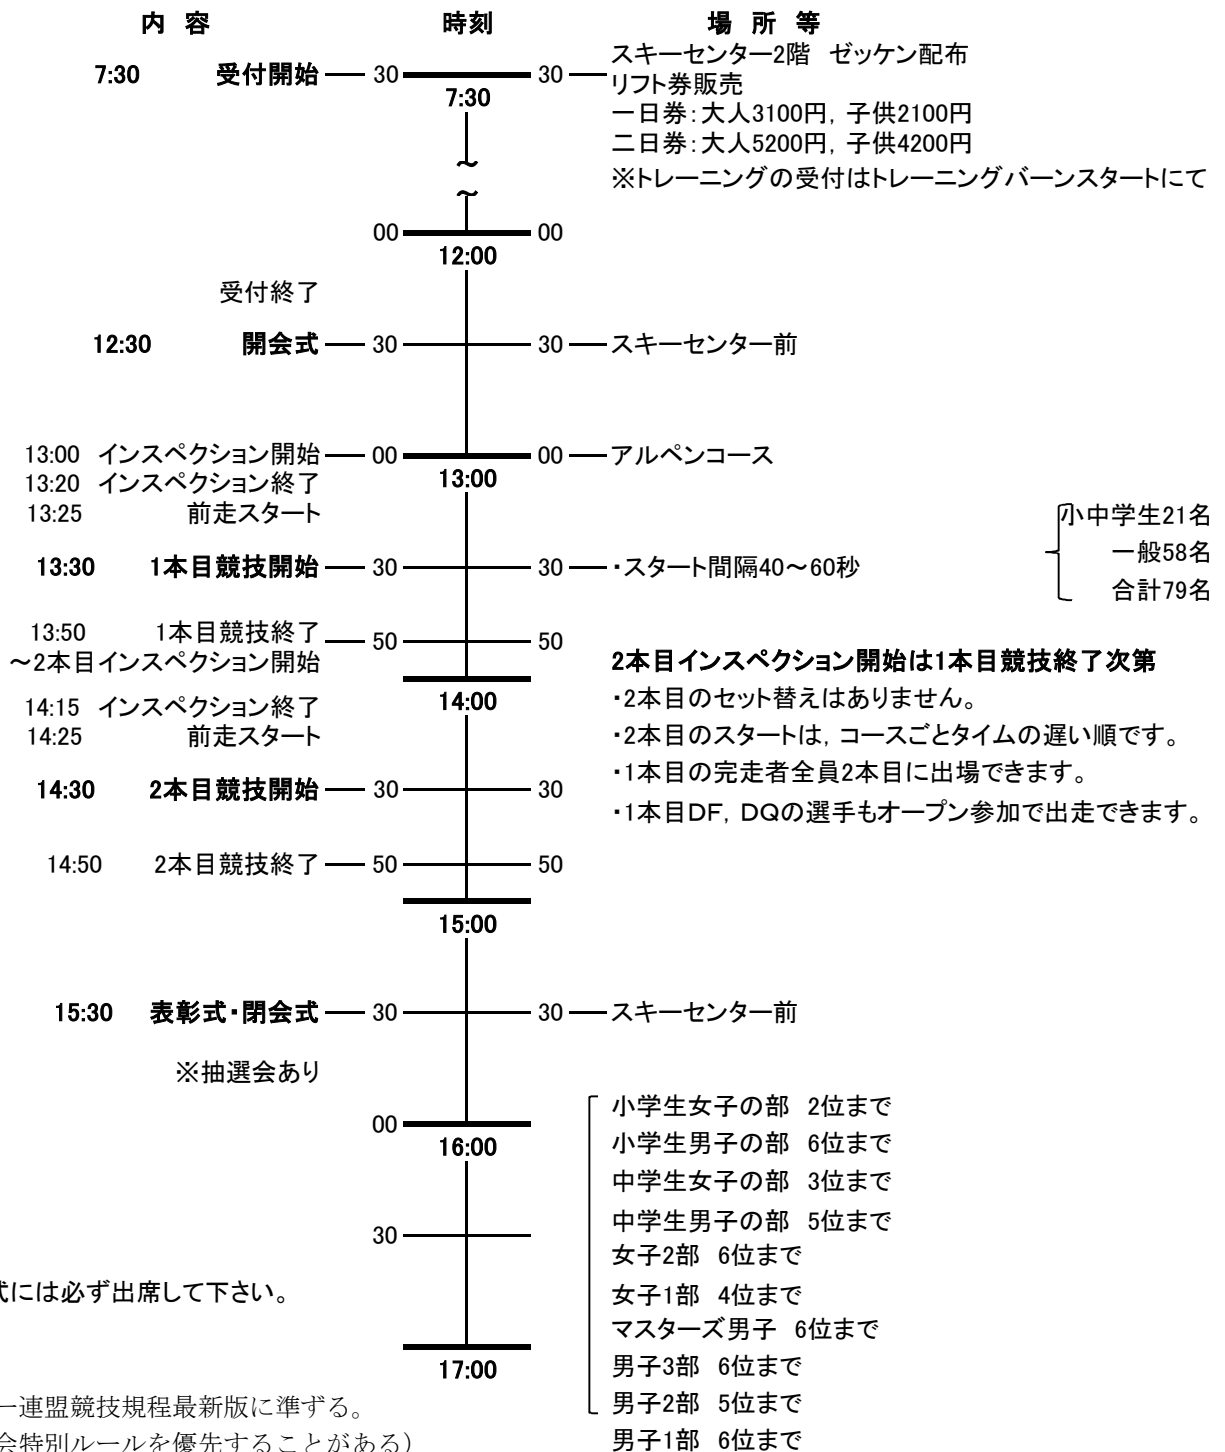 内 容 時刻 場 所 等
7:30 受付開始 30 30 スキーセンター2階 ゼッケン配布
7:30 リフト券販売
一日券：大人3100円，子供2100円
二日券：大人5200円，子供4200円
～
～
※トレーニングの受付はトレーニングバーンスタートにて
00 00
12:00
受付終了
12:30 開会式 30 30 スキーセンター前
13:00 インスペクション開始 00 00 アルペンコース
13:20 インスペクション終了 13:00
13:25 前走スタート 小中学生21名
一般58名
13:30 1本目競技開始 30 30 ・スタート間隔40～60秒
合計79名
13:50 1本目競技終了 50 50
～2本目インスペクション開始 2本目インスペクション開始は1本目競技終了次第
14:15 インスペクション終了 14:00 ・2本目のセット替えはありません。
14:25 前走スタート ・2本目のスタートは，コースごとタイムの遅い順です。
・1本目の完走者全員2本目に出場できます。
14:30 2本目競技開始 30 30
・1本目DF，DQの選手もオープン参加で出走できます。
14:50 2本目競技終了 50 50
15:00
15:30 表彰式・閉会式 30 30 スキーセンター前
※抽選会あり
小学生女子の部 2位まで
00
16:00 小学生男子の部 6位まで
中学生女子の部 3位まで
中学生男子の部 5位まで
30
女子2部 6位まで
式には必ず出席して下さい。 女子1部 4位まで
マスターズ男子 6位まで
17:00 男子3部 6位まで
ー連盟競技規程最新版に準ずる。 男子2部 5位まで
会特別ルールを優先することがある） 男子1部 6位まで